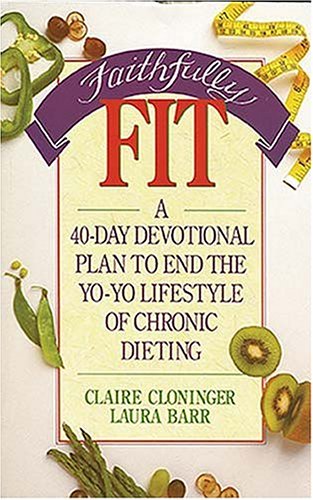 Faithfully
FIT
A
40-DAY DEVOTIONAL
PLAN TO END THE
YO-YO LIFESTYLE
OF CHRONIC
DIETING
CLAIRE CLONINGER
LAURA BARR